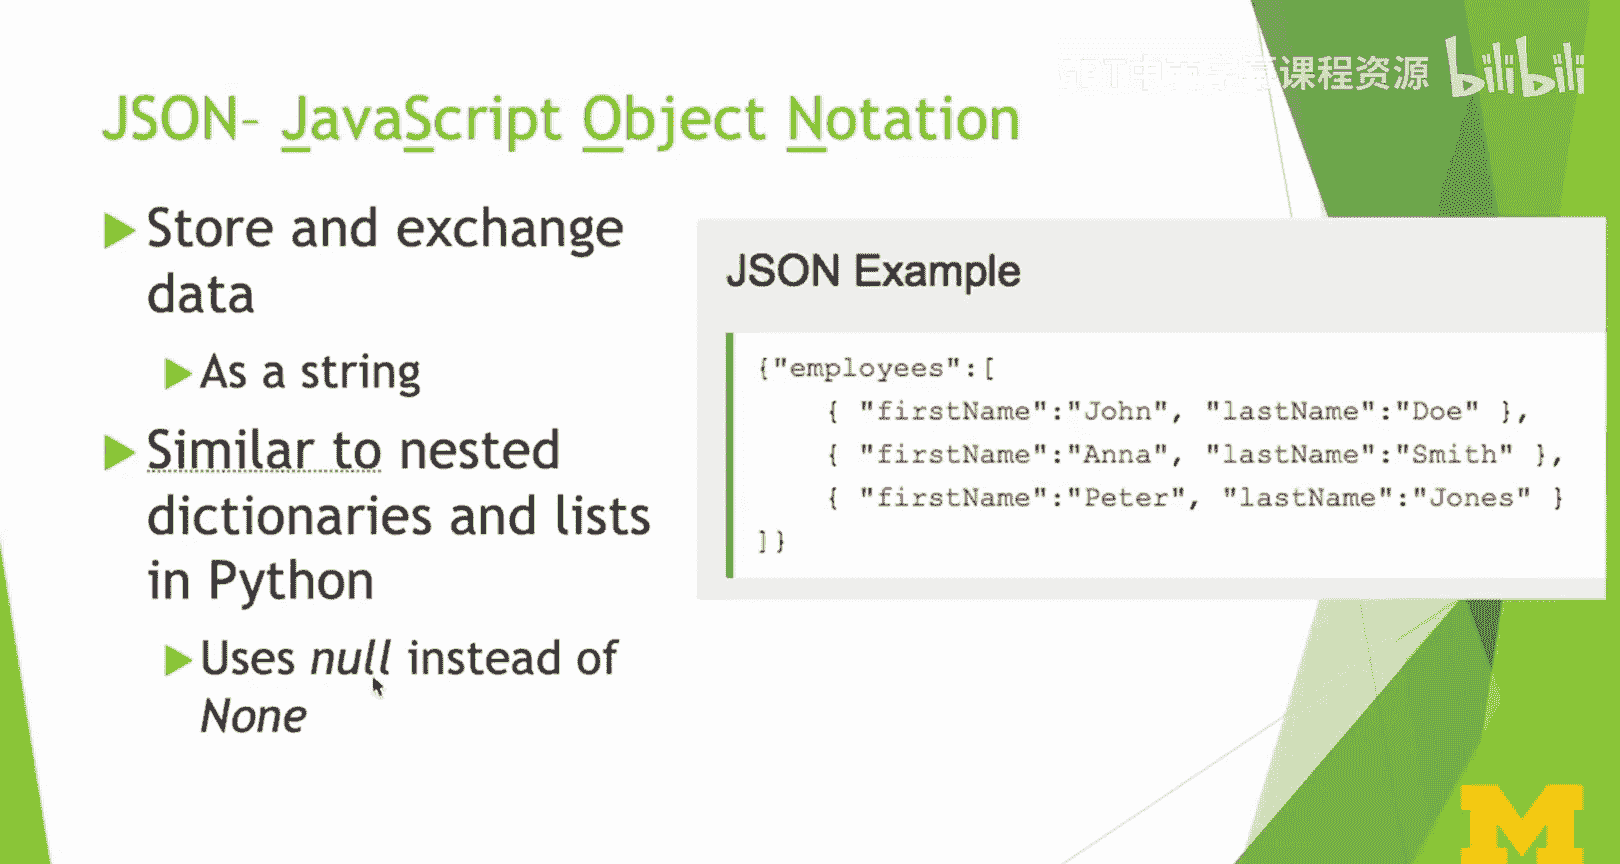 课程资源 bilibili
JSON– JavaScript Object Notation
Store and exchange
data
As a string
Similar to nested
dictionaries and lists
in Python
Uses null instead of
None
JSON Example
{"employees":[
{ "firstName":"John", "lastName":"Doe" },
{ "firstName":"Anna", "lastName":"Smith" },
{ "firstName":"Peter", "lastName":"Jones" }
]}
M